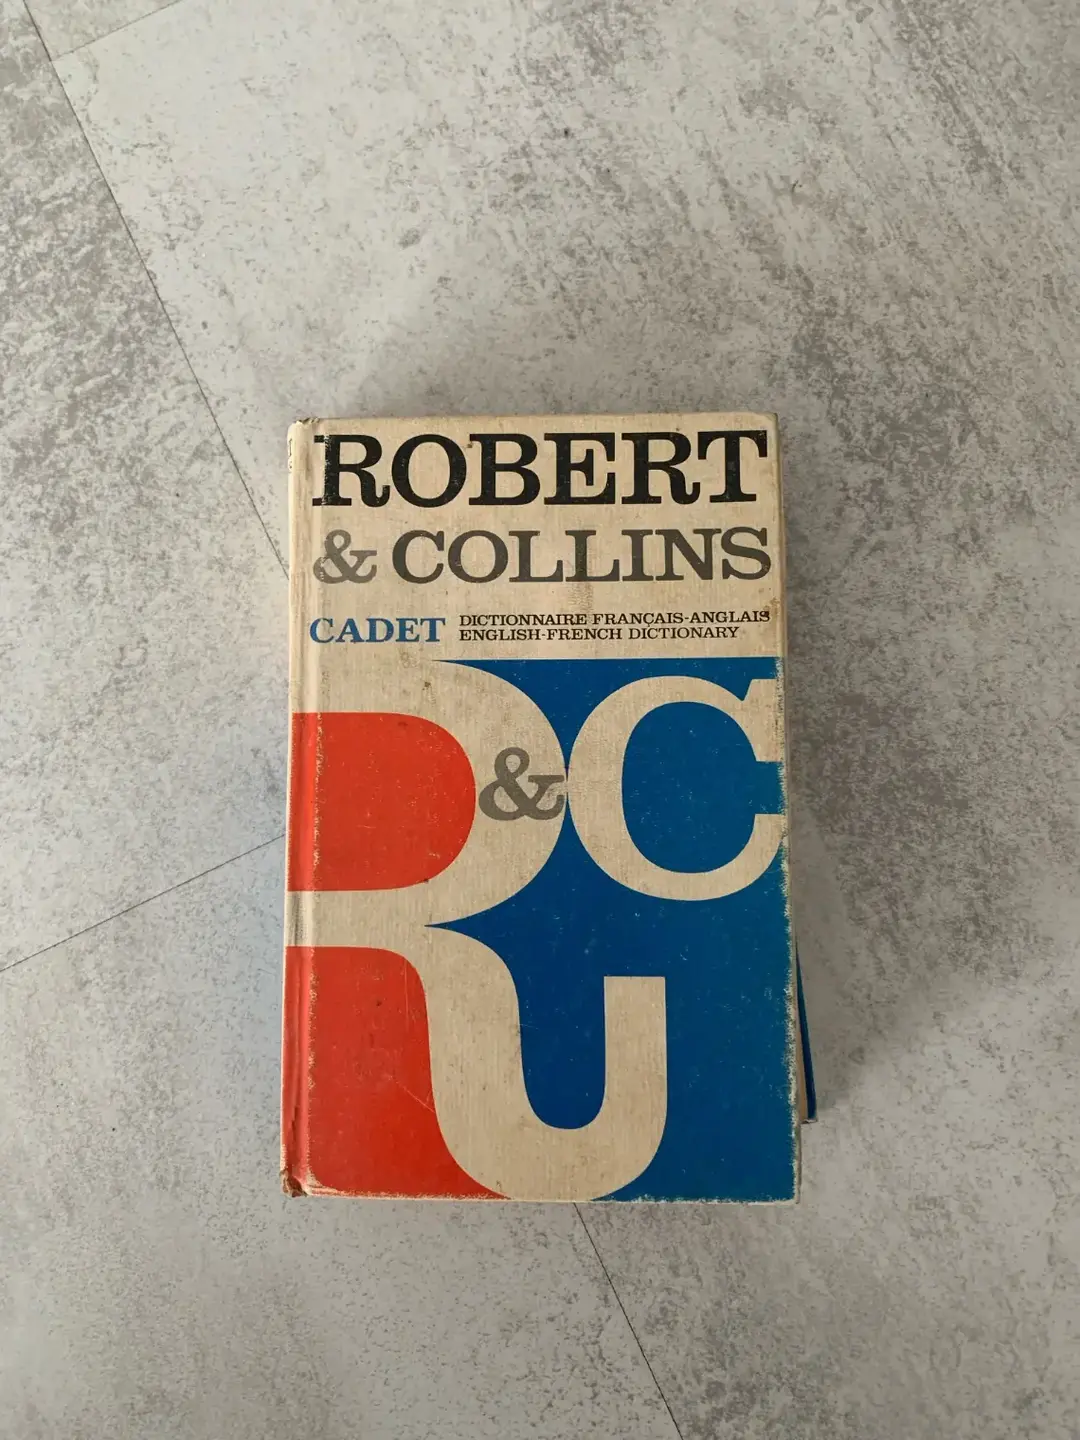 ROBERT
& COLLINS
CADET DICTIONNAIRE FRANÇAIS-ANGLAIS
ENGLISH-FRENCH DICTIONARY
R&C